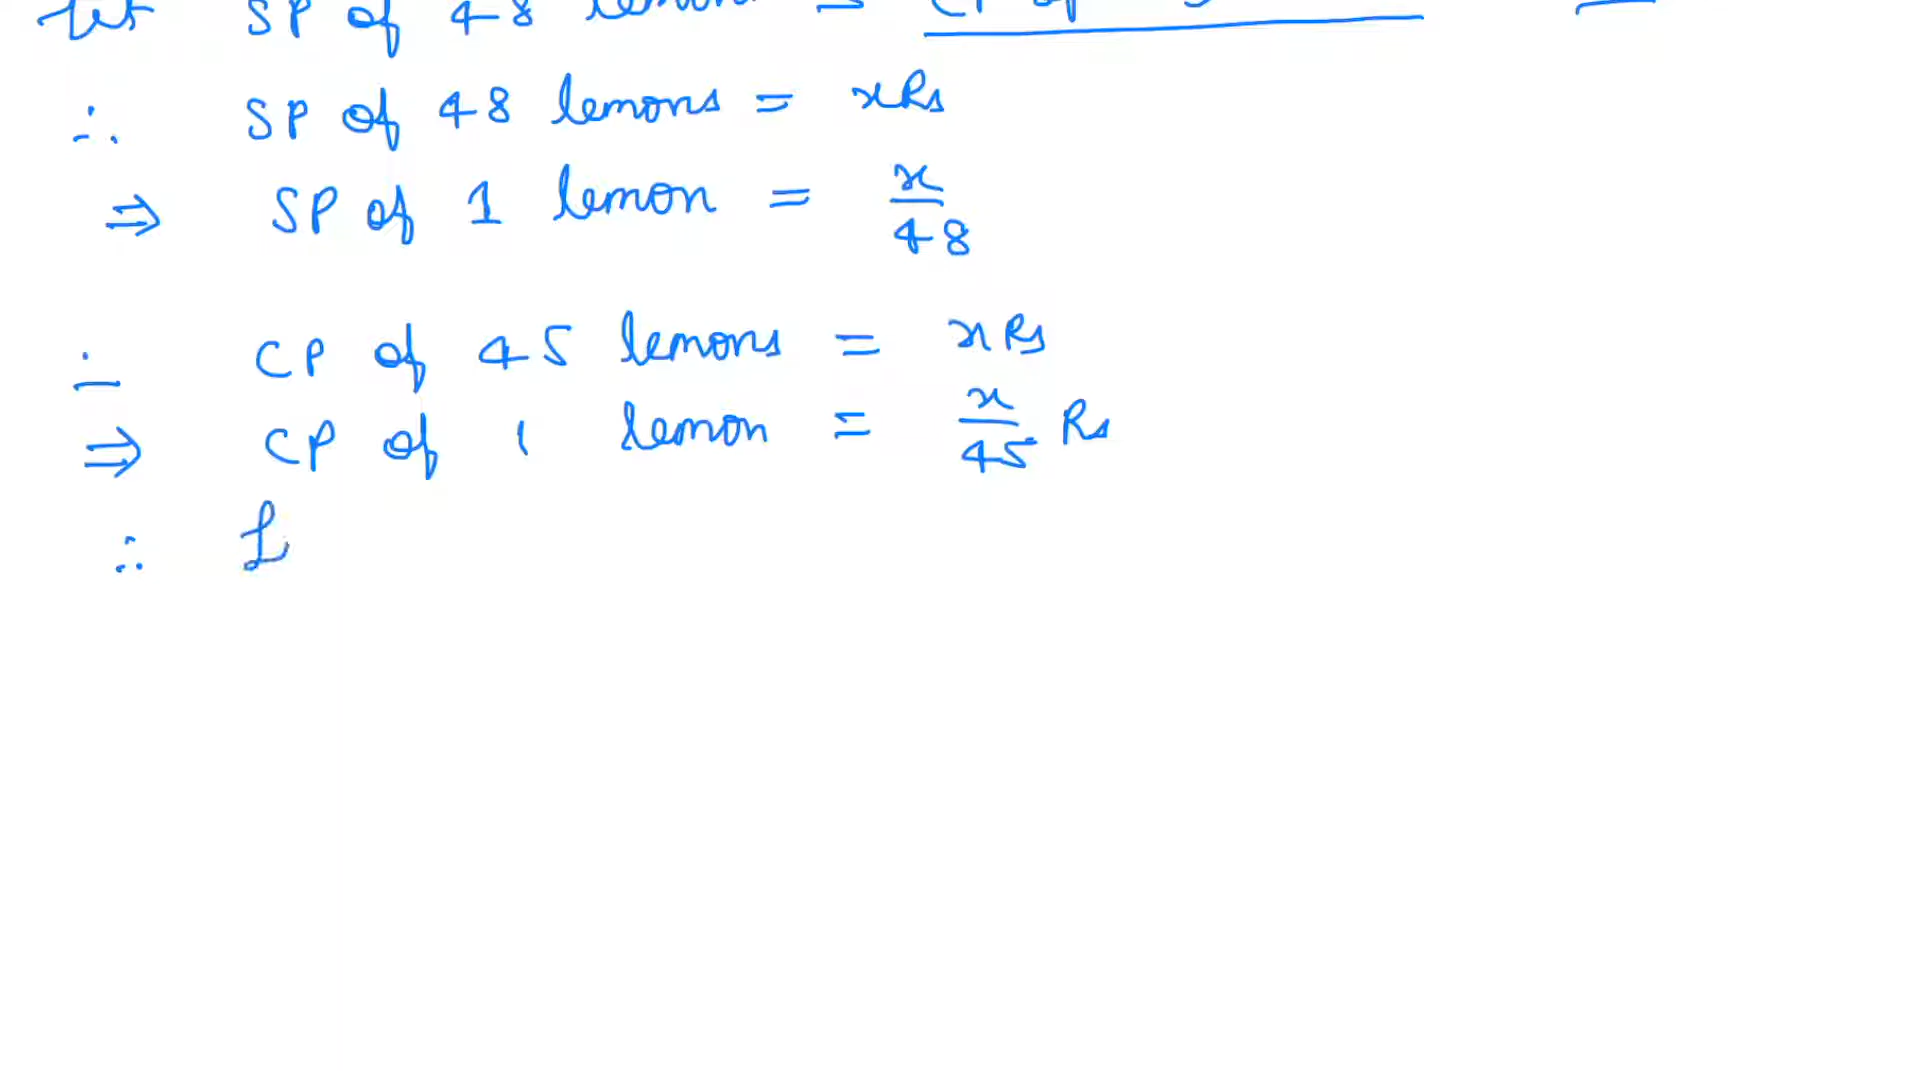 Let SP of 48 lemons = CP of
∴ SP of 48 lemons = x Rs
⇒ SP of 1 lemon = x/48
∴ CP of 45 lemons = x Rs
⇒ CP of 1 lemon = x/45 Rs
∴ L